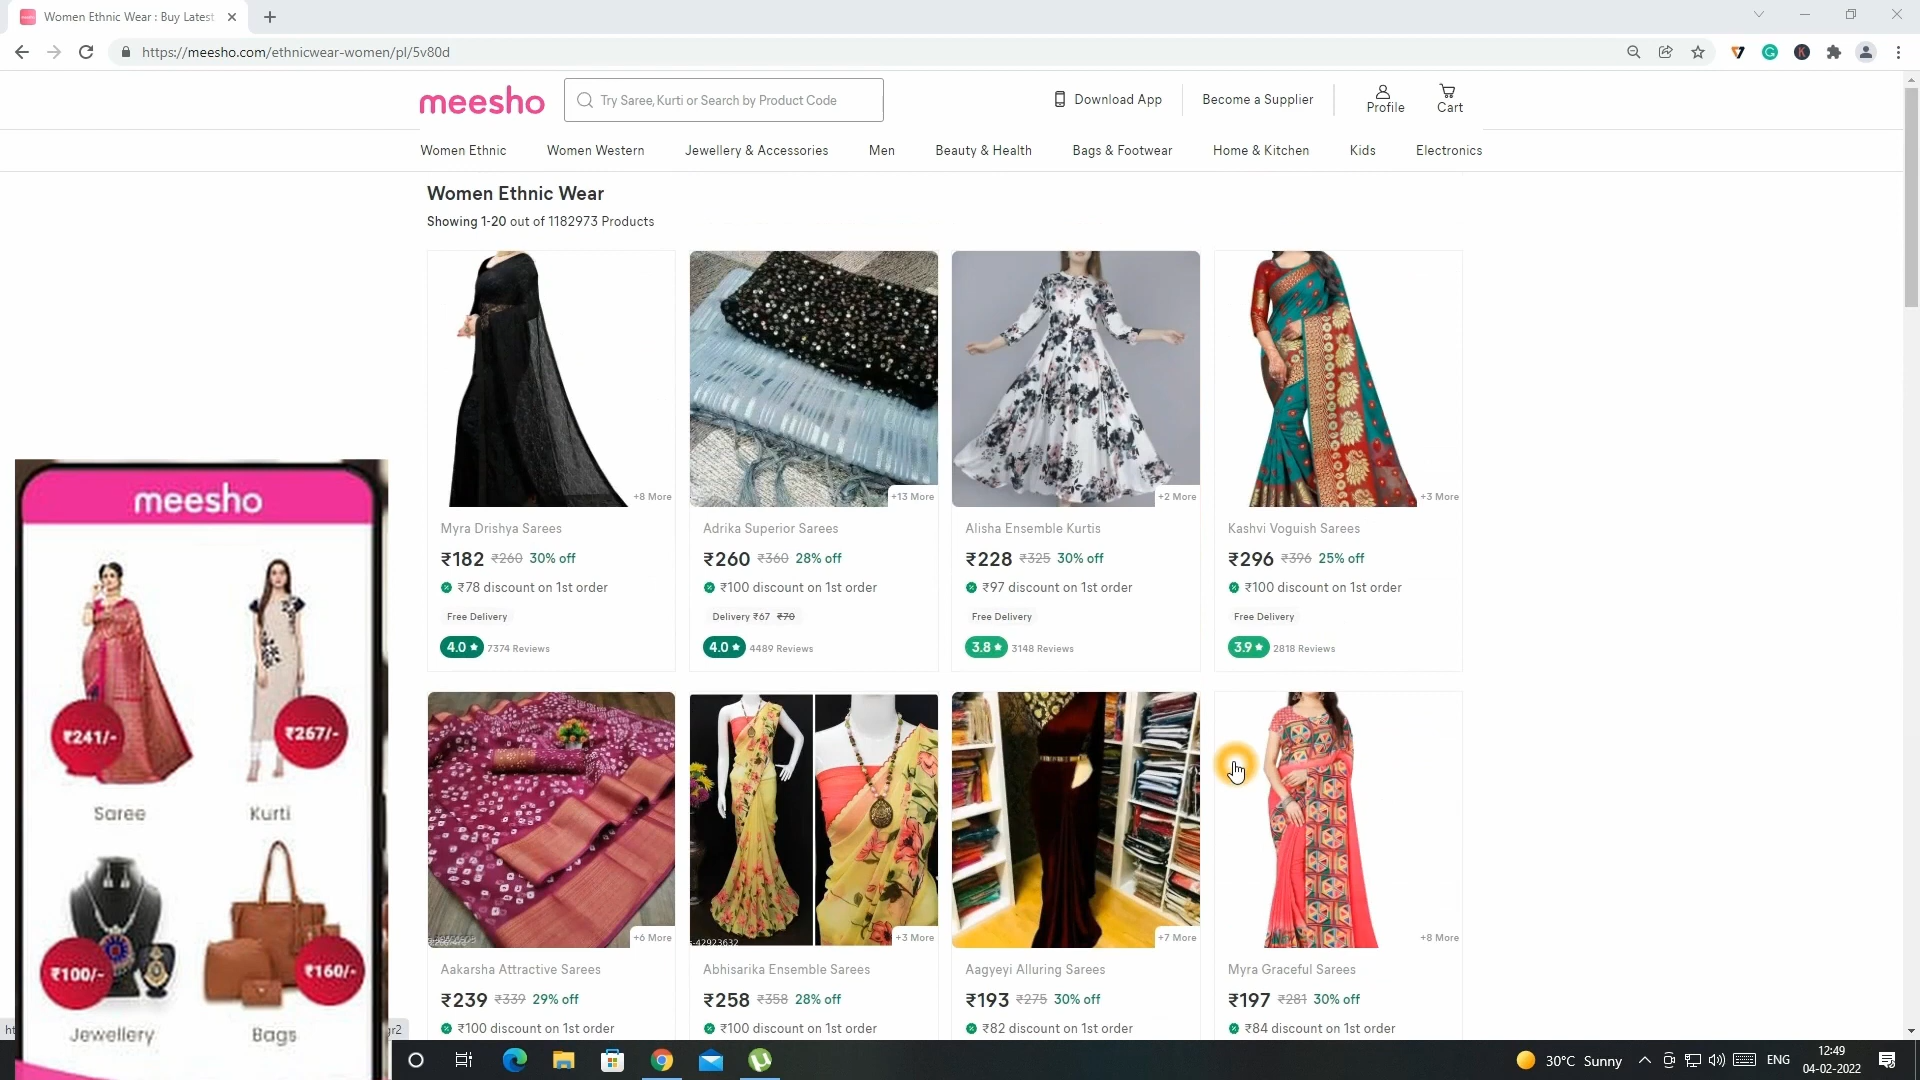 Women Ethnic Wear : Buy Latest
https://meesho.com/ethnicwear-women/pl/5v80d
meesho
Try Saree, Kurti or Search by Product Code
Download App
Become a Supplier
Profile
Cart
Women Ethnic
Women Western
Jewellery & Accessories
Men
Beauty & Health
Bags & Footwear
Home & Kitchen
Kids
Electronics
Women Ethnic Wear
Showing 1-20 out of 1182973 Products
+8 More
+13 More
+2 More
+3 More
Myra Drishya Sarees
₹182 ₹260 30% off
₹78 discount on 1st order
Free Delivery
4.0 ★ 7374 Reviews
Adrika Superior Sarees
₹260 ₹360 28% off
₹100 discount on 1st order
Delivery ₹67 ₹70
4.0 ★ 4489 Reviews
Alisha Ensemble Kurtis
₹228 ₹325 30% off
₹97 discount on 1st order
Free Delivery
3.8 ★ 3148 Reviews
Kashvi Voguish Sarees
₹296 ₹396 25% off
₹100 discount on 1st order
Free Delivery
3.9 ★ 2818 Reviews
+6 More
-42923632
+3 More
+7 More
+8 More
Aakarsha Attractive Sarees
₹239 ₹339 29% off
₹100 discount on 1st order
Abhisarika Ensemble Sarees
₹258 ₹358 28% off
₹100 discount on 1st order
Aagyeyi Alluring Sarees
₹193 ₹275 30% off
₹82 discount on 1st order
Myra Graceful Sarees
₹197 ₹281 30% off
₹84 discount on 1st order
meesho
₹241/-
₹267/-
Saree
Kurti
₹100/-
₹160/-
Jewellery
Bags
30°C Sunny
ENG
12:49
04-02-2022